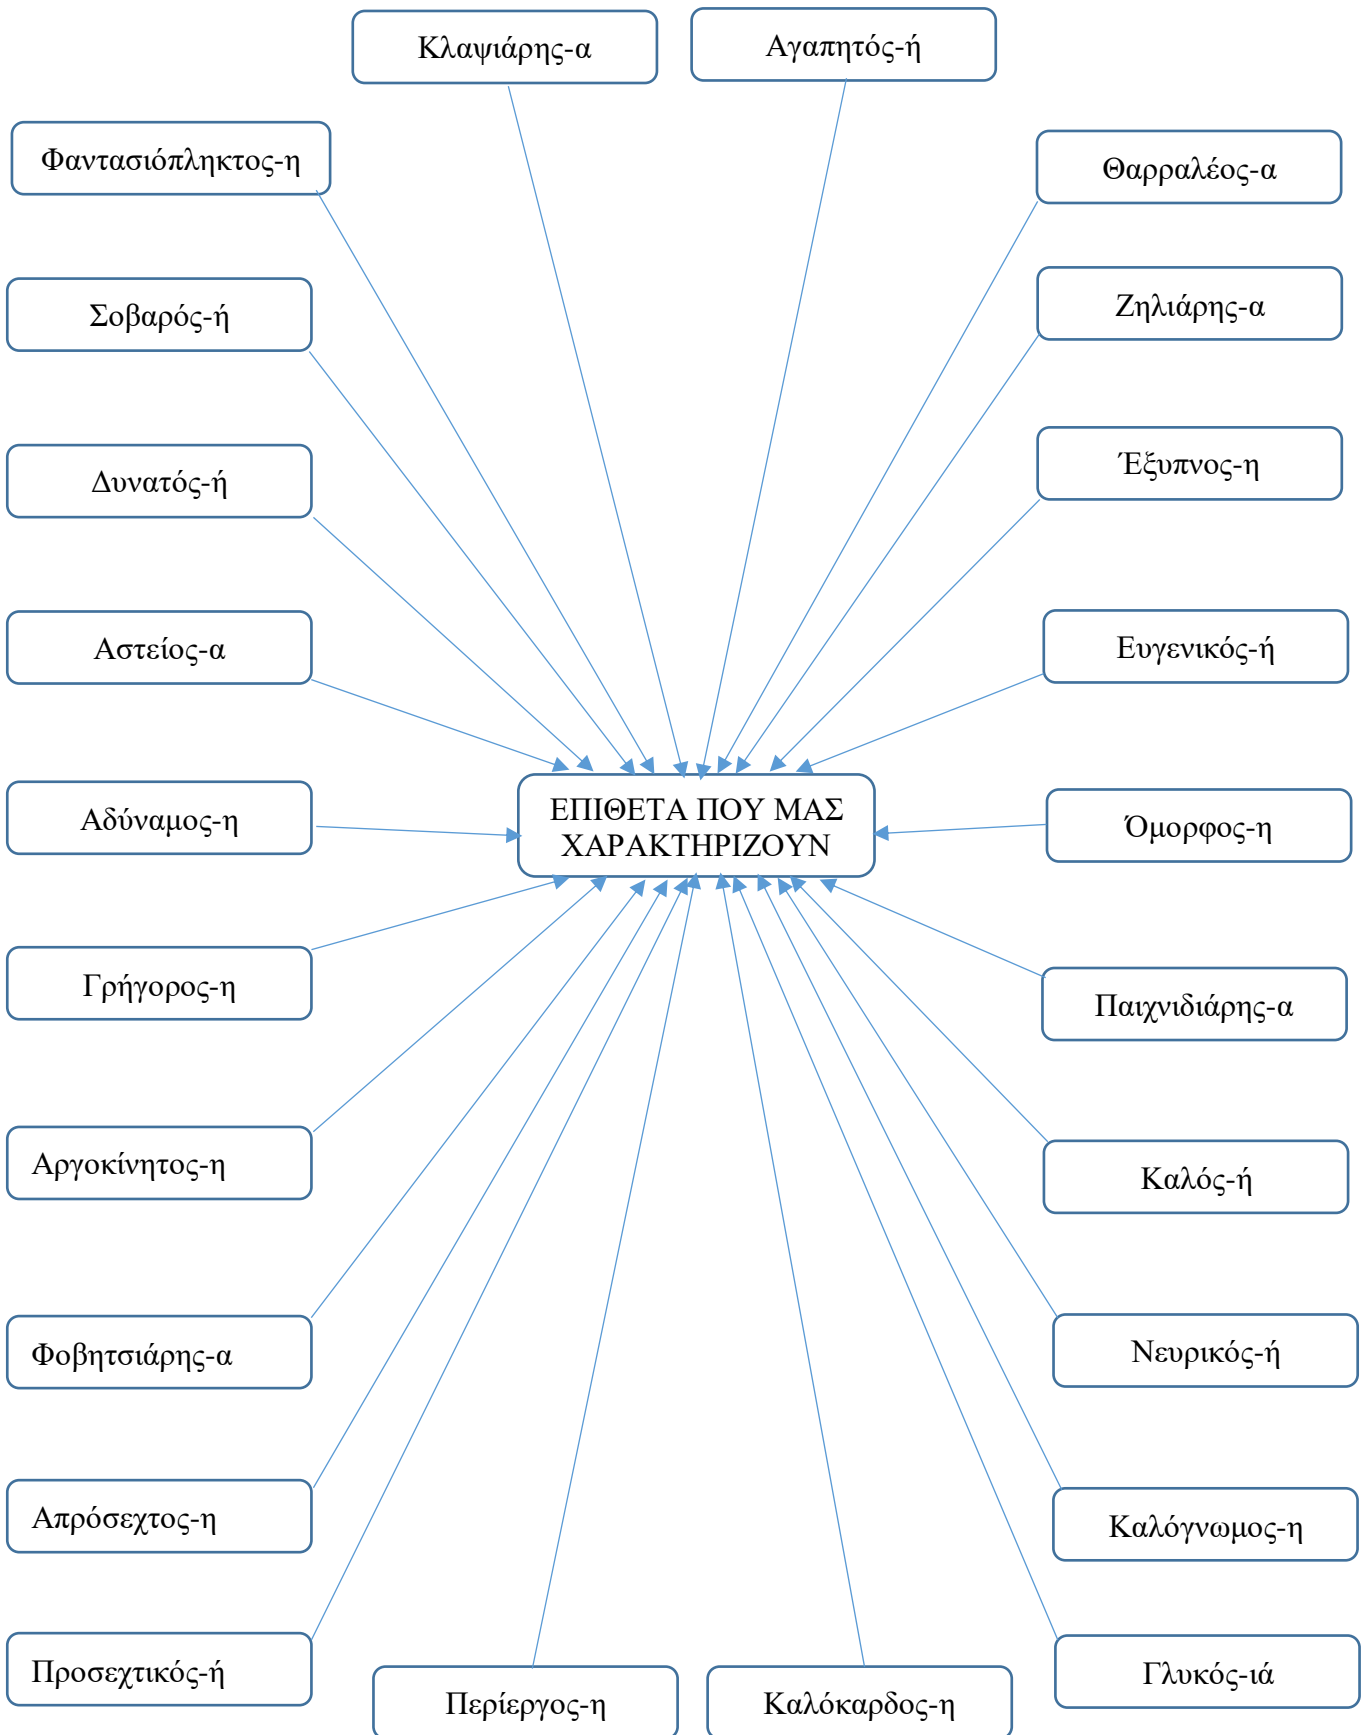 Κλαψιάρης-α
Αγαπητός-ή
Φαντασιόπληκτος-η
Θαρραλέος-α
Σοβαρός-ή
Ζηλιάρης-α
Δυνατός-ή
Έξυπνος-η
Αστείος-α
Ευγενικός-ή
Αδύναμος-η
ΕΠΙΘΕΤΑ ΠΟΥ ΜΑΣ
ΧΑΡΑΚΤΗΡΙΖΟΥΝ
Όμορφος-η
Γρήγορος-η
Παιχνιδιάρης-α
Αργοκίνητος-η
Καλός-ή
Φοβητσιάρης-α
Νευρικός-ή
Απρόσεχτος-η
Καλόγνωμος-η
Προσεχτικός-ή
Περίεργος-η
Καλόκαρδος-η
Γλυκός-ιά